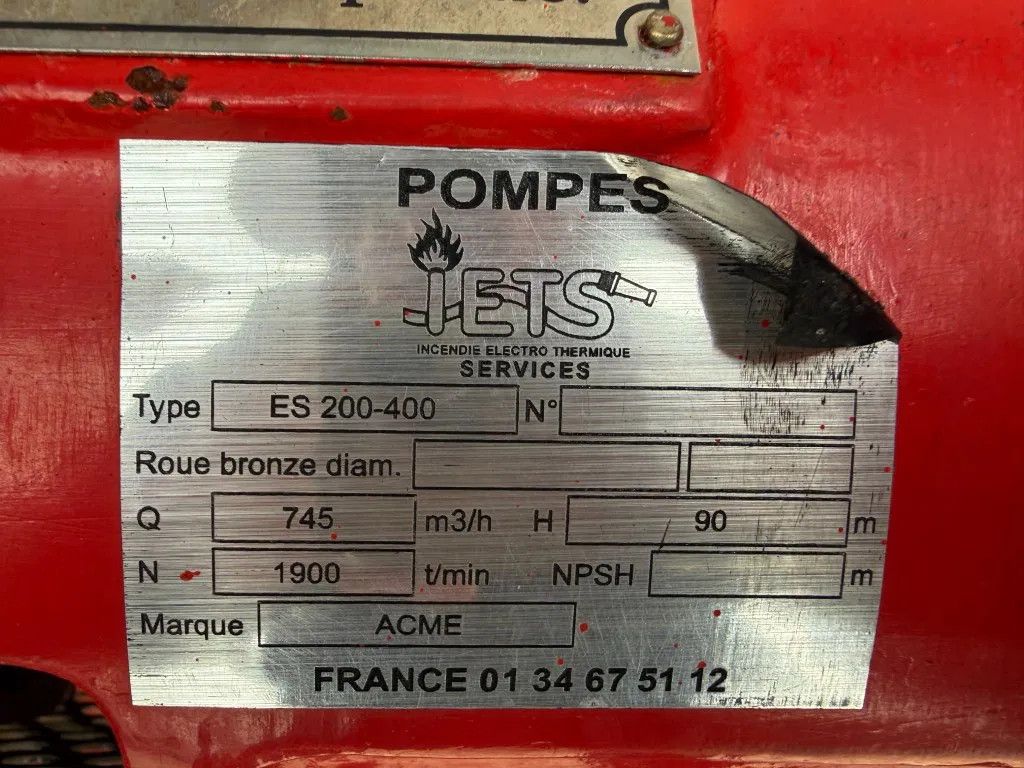 POMPES
IETS
INCENDIE ELECTRO THERMIQUE
SERVICES
Type ES 200-400 N°
Roue bronze diam.
Q 745 m3/h H 90 m
N 1900 t/min NPSH m
Marque ACME
FRANCE 01 34 67 51 12